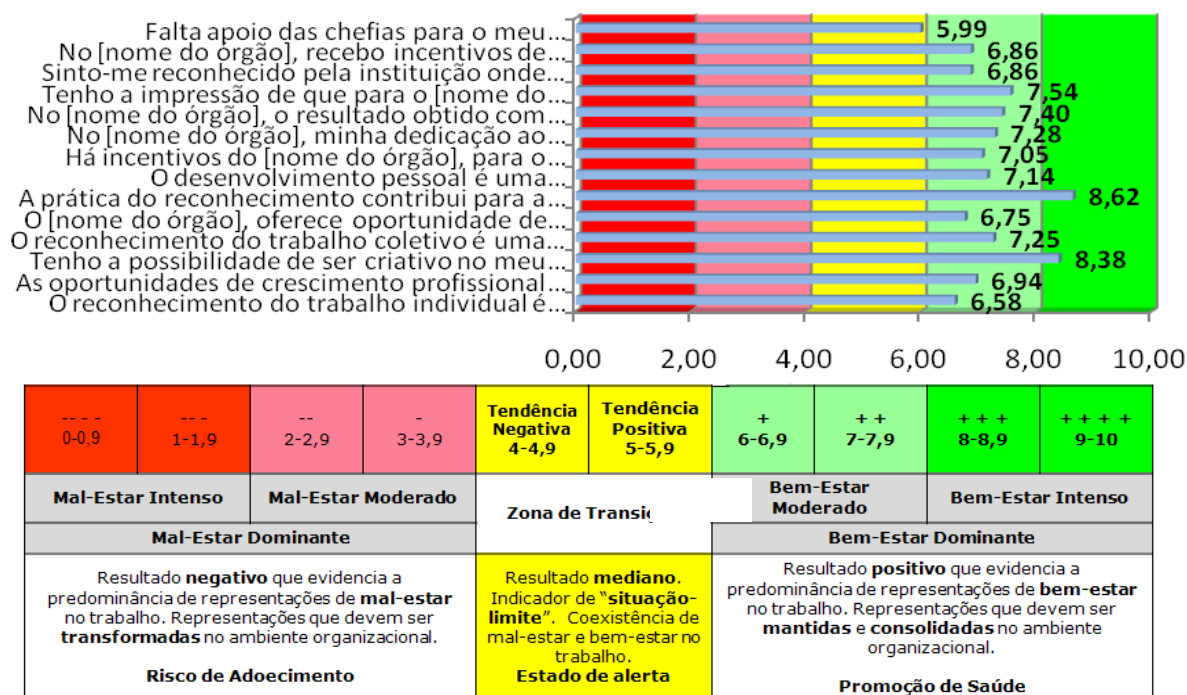 Falta apoio das chefias para o meu...
5,99
No [nome do órgão], recebo incentivos de...
6,86
Sinto-me reconhecido pela instituição onde...
6,86
Tenho a impressão de que para o [nome do...
7,54
No [nome do órgão], o resultado obtido com...
7,40
No [nome do órgão], minha dedicação ao...
7,28
Há incentivos do [nome do órgão], para o...
7,05
O desenvolvimento pessoal é uma...
7,14
A prática do reconhecimento contribui para a...
8,62
O [nome do órgão], oferece oportunidade de...
6,75
O reconhecimento do trabalho coletivo é uma...
7,25
Tenho a possibilidade de ser criativo no meu...
8,38
As oportunidades de crescimento profissional...
6,94
O reconhecimento do trabalho individual é...
6,58
0,00 2,00 4,00 6,00 8,00 10,00
-- - -
0-0,9
-- -
1-1,9
--
2-2,9
-
3-3,9
Tendência
Negativa
4-4,9
Tendência
Positiva
5-5,9
+
6-6,9
+ +
7-7,9
+ + +
8-8,9
+ + + +
9-10
Mal-Estar Intenso
Mal-Estar Moderado
Zona de
Bem-Estar
Moderado
Bem-Estar Intenso
Mal-Estar Dominante
Bem-Estar Dominante
Resultado negativo que evidencia a
predominância de representações de mal-estar
no trabalho. Representações que devem ser
transformadas no ambiente organizacional.
Risco de Adoecimento
Resultado mediano.
Indicador de “situação-
limite”. Coexistência de
mal-estar e bem-estar no
trabalho.
Estado de alerta
Resultado positivo que evidencia a
predominância de representações de bem-estar
no trabalho. Representações que devem ser
mantidas e consolidadas no ambiente
organizacional.
Promoção de Saúde